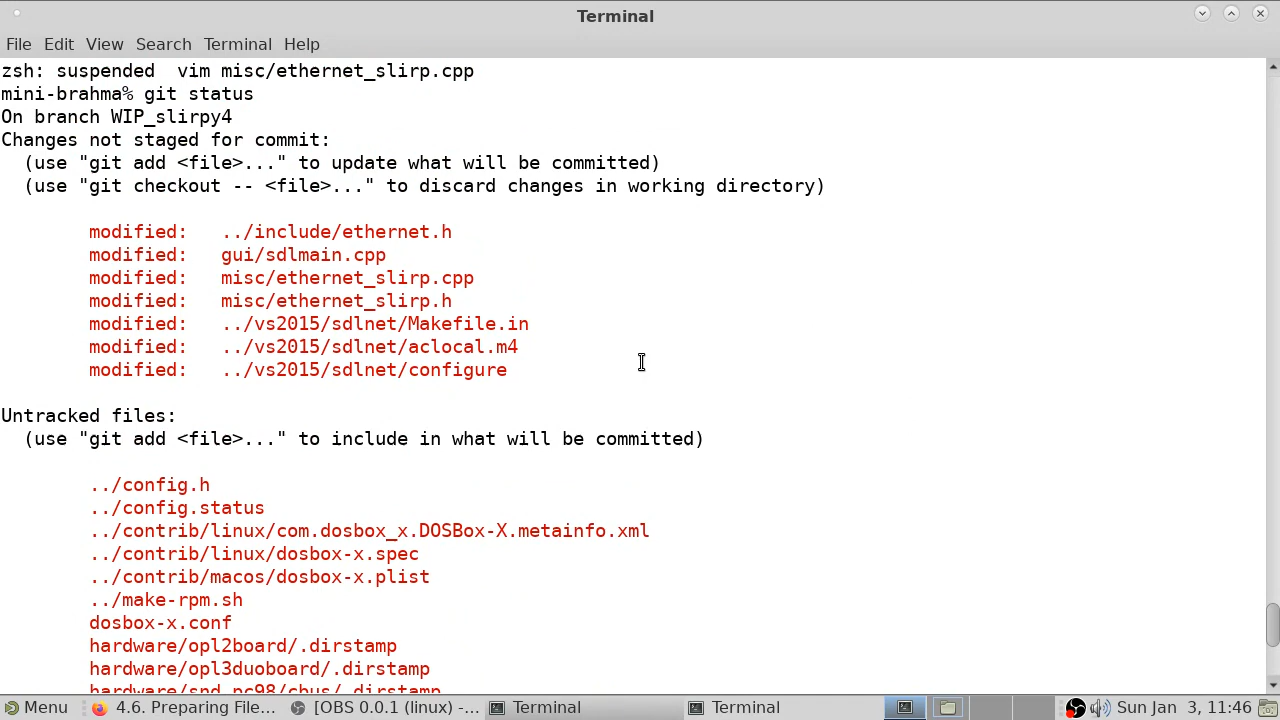 Terminal
File Edit View Search Terminal Help
zsh: suspended  vim misc/ethernet_slirp.cpp
mini-brahma% git status
On branch WIP_slirpy4
Changes not staged for commit:
  (use "git add <file>..." to update what will be committed)
  (use "git checkout -- <file>..." to discard changes in working directory)
modified:   ../include/ethernet.h
modified:   gui/sdlmain.cpp
modified:   misc/ethernet_slirp.cpp
modified:   misc/ethernet_slirp.h
modified:   ../vs2015/sdlnet/Makefile.in
modified:   ../vs2015/sdlnet/aclocal.m4
modified:   ../vs2015/sdlnet/configure
Untracked files:
  (use "git add <file>..." to include in what will be committed)
../config.h
../config.status
../contrib/linux/com.dosbox_x.DOSBox-X.metainfo.xml
../contrib/linux/dosbox-x.spec
../contrib/macos/dosbox-x.plist
../make-rpm.sh
dosbox-x.conf
hardware/opl2board/.dirstamp
hardware/opl3duoboard/.dirstamp
hardware/snd_pc98/cbus/.dirstamp
Menu 4.6. Preparing File... [OBS 0.0.1 (linux) -... Terminal Terminal Sun Jan  3, 11:46